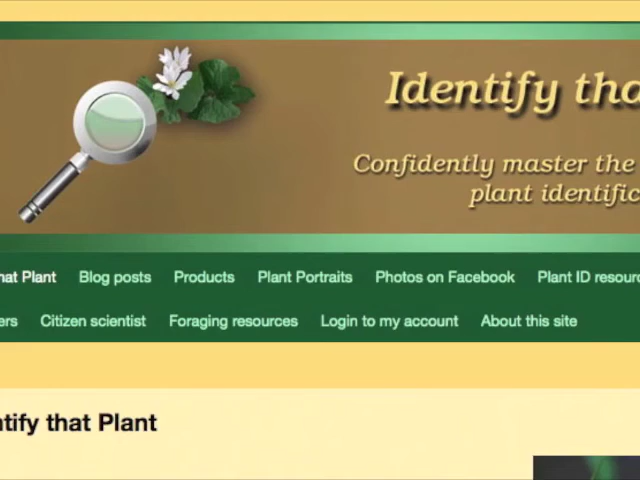 Identify tha
Confidently master the
plant identific
hat Plant Blog posts Products Plant Portraits Photos on Facebook Plant ID resour
ers Citizen scientist Foraging resources Login to my account About this site
ntify that Plant